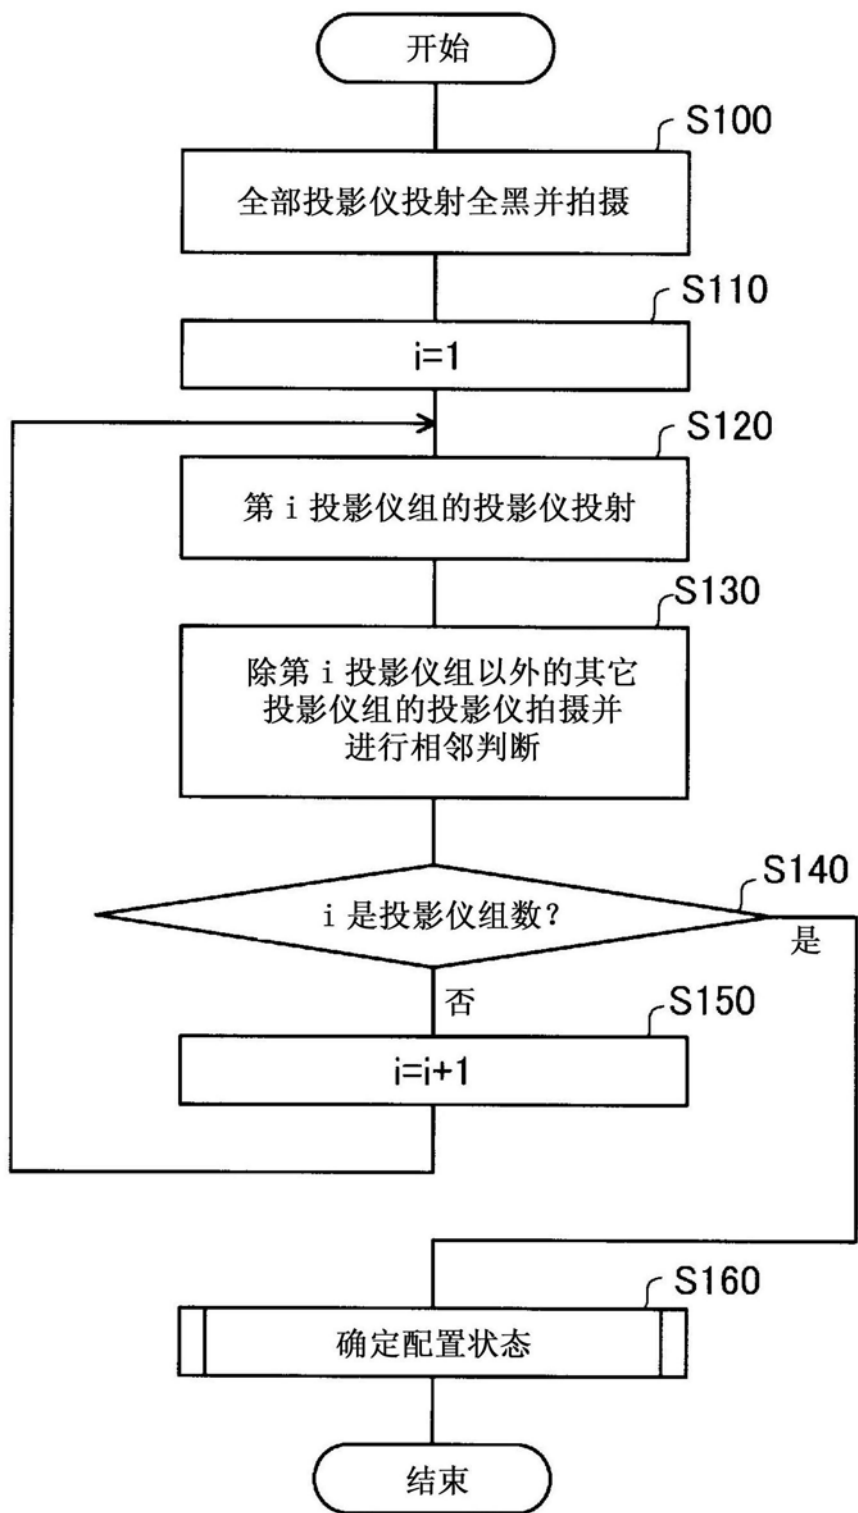 开始
S100
全部投影仪投射全黑并拍摄
S110
i=1
S120
第 i 投影仪组的投影仪投射
S130
除第 i 投影仪组以外的其它
投影仪组的投影仪拍摄并
进行相邻判断
S140
i 是投影仪组数?
是
否
S150
i=i+1
S160
确定配置状态
结束